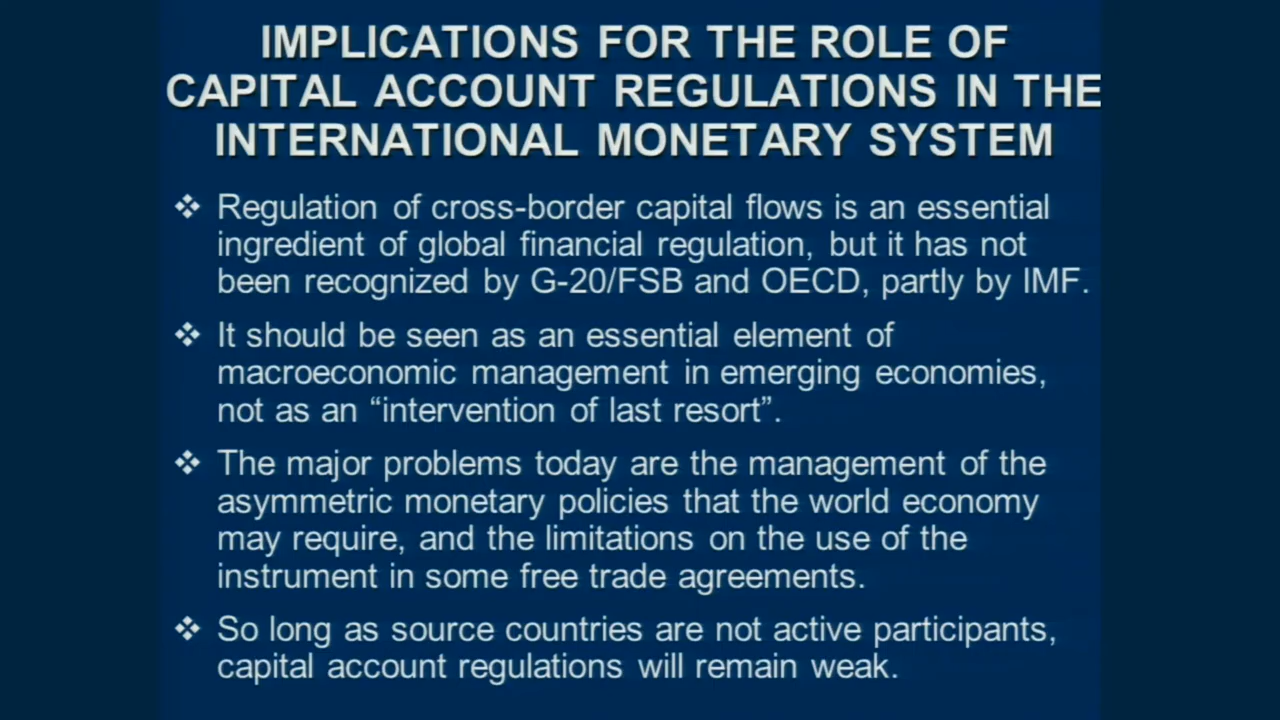 IMPLICATIONS FOR THE ROLE OF
CAPITAL ACCOUNT REGULATIONS IN THE
INTERNATIONAL MONETARY SYSTEM
❖ Regulation of cross-border capital flows is an essential
ingredient of global financial regulation, but it has not
been recognized by G-20/FSB and OECD, partly by IMF.
❖ It should be seen as an essential element of
macroeconomic management in emerging economies,
not as an “intervention of last resort”.
❖ The major problems today are the management of the
asymmetric monetary policies that the world economy
may require, and the limitations on the use of the
instrument in some free trade agreements.
❖ So long as source countries are not active participants,
capital account regulations will remain weak.